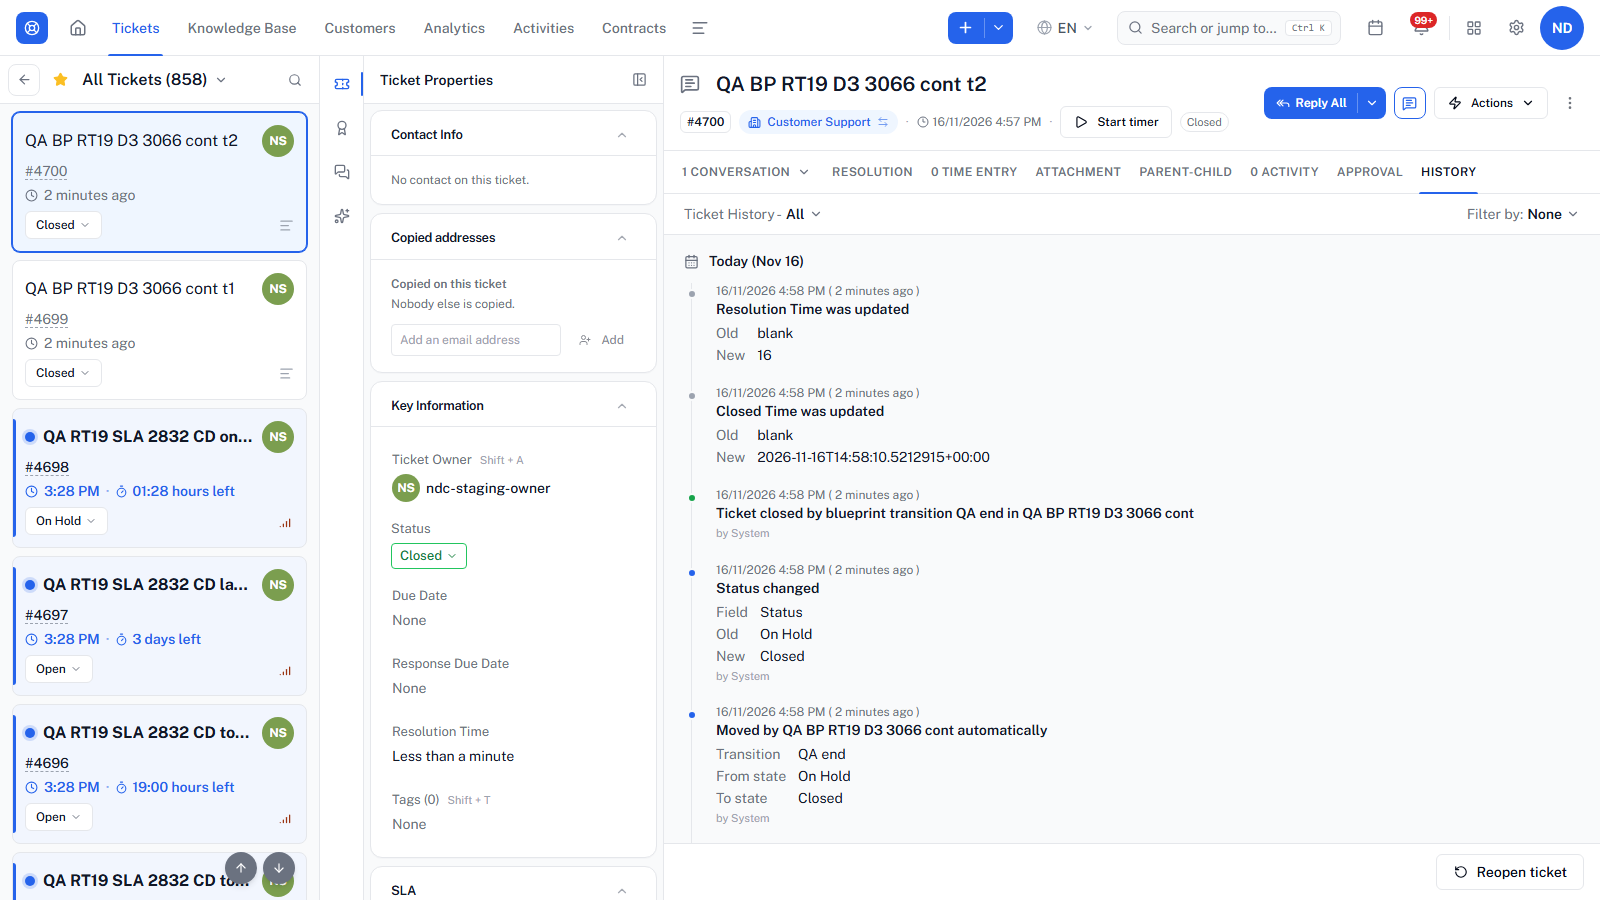 Tickets
Knowledge Base
Customers
Analytics
Activities
Contracts
EN
Search or jump to...
Ctrl K
99+
ND
All Tickets (858)
QA BP RT19 D3 3066 cont t2
NS
#4700
2 minutes ago
Closed
QA BP RT19 D3 3066 cont t1
NS
#4699
2 minutes ago
Closed
QA RT19 SLA 2832 CD on...
NS
#4698
3:28 PM · 01:28 hours left
On Hold
QA RT19 SLA 2832 CD la...
NS
#4697
3:28 PM · 3 days left
Open
QA RT19 SLA 2832 CD to...
NS
#4696
3:28 PM · 19:00 hours left
Open
QA RT19 SLA 2832 CD to...
Ticket Properties
Contact Info
No contact on this ticket.
Copied addresses
Copied on this ticket
Nobody else is copied.
Add an email address
Add
Key Information
Ticket Owner Shift + A
NS ndc-staging-owner
Status
Closed
Due Date
None
Response Due Date
None
Resolution Time
Less than a minute
Tags (0) Shift + T
None
SLA
QA BP RT19 D3 3066 cont t2
#4700
Customer Support
· 16/11/2026 4:57 PM ·
Start timer
Closed
Reply All
Actions
1 CONVERSATION
RESOLUTION
0 TIME ENTRY
ATTACHMENT
PARENT-CHILD
0 ACTIVITY
APPROVAL
HISTORY
Ticket History - All
Filter by: None
Today (Nov 16)
16/11/2026 4:58 PM ( 2 minutes ago )
Resolution Time was updated
Old blank
New 16
16/11/2026 4:58 PM ( 2 minutes ago )
Closed Time was updated
Old blank
New 2026-11-16T14:58:10.5212915+00:00
16/11/2026 4:58 PM ( 2 minutes ago )
Ticket closed by blueprint transition QA end in QA BP RT19 D3 3066 cont
by System
16/11/2026 4:58 PM ( 2 minutes ago )
Status changed
Field Status
Old On Hold
New Closed
by System
16/11/2026 4:58 PM ( 2 minutes ago )
Moved by QA BP RT19 D3 3066 cont automatically
Transition QA end
From state On Hold
To state Closed
by System
Reopen ticket